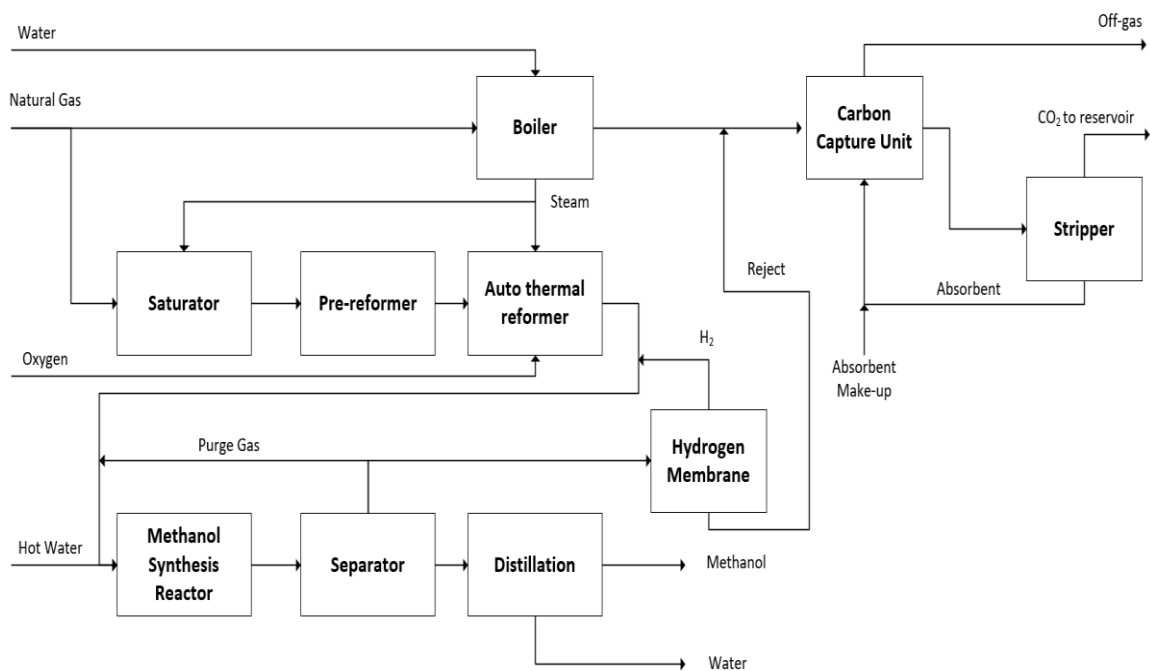 Water
Off-gas
Natural Gas
Boiler
Carbon
Capture Unit
CO₂ to reservoir
Steam
Stripper
Saturator
Pre-reformer
Auto thermal
reformer
Reject
Absorbent
Oxygen
H₂
Absorbent
Make-up
Purge Gas
Hydrogen
Membrane
Hot Water
Methanol
Synthesis
Reactor
Separator
Distillation
Methanol
Water